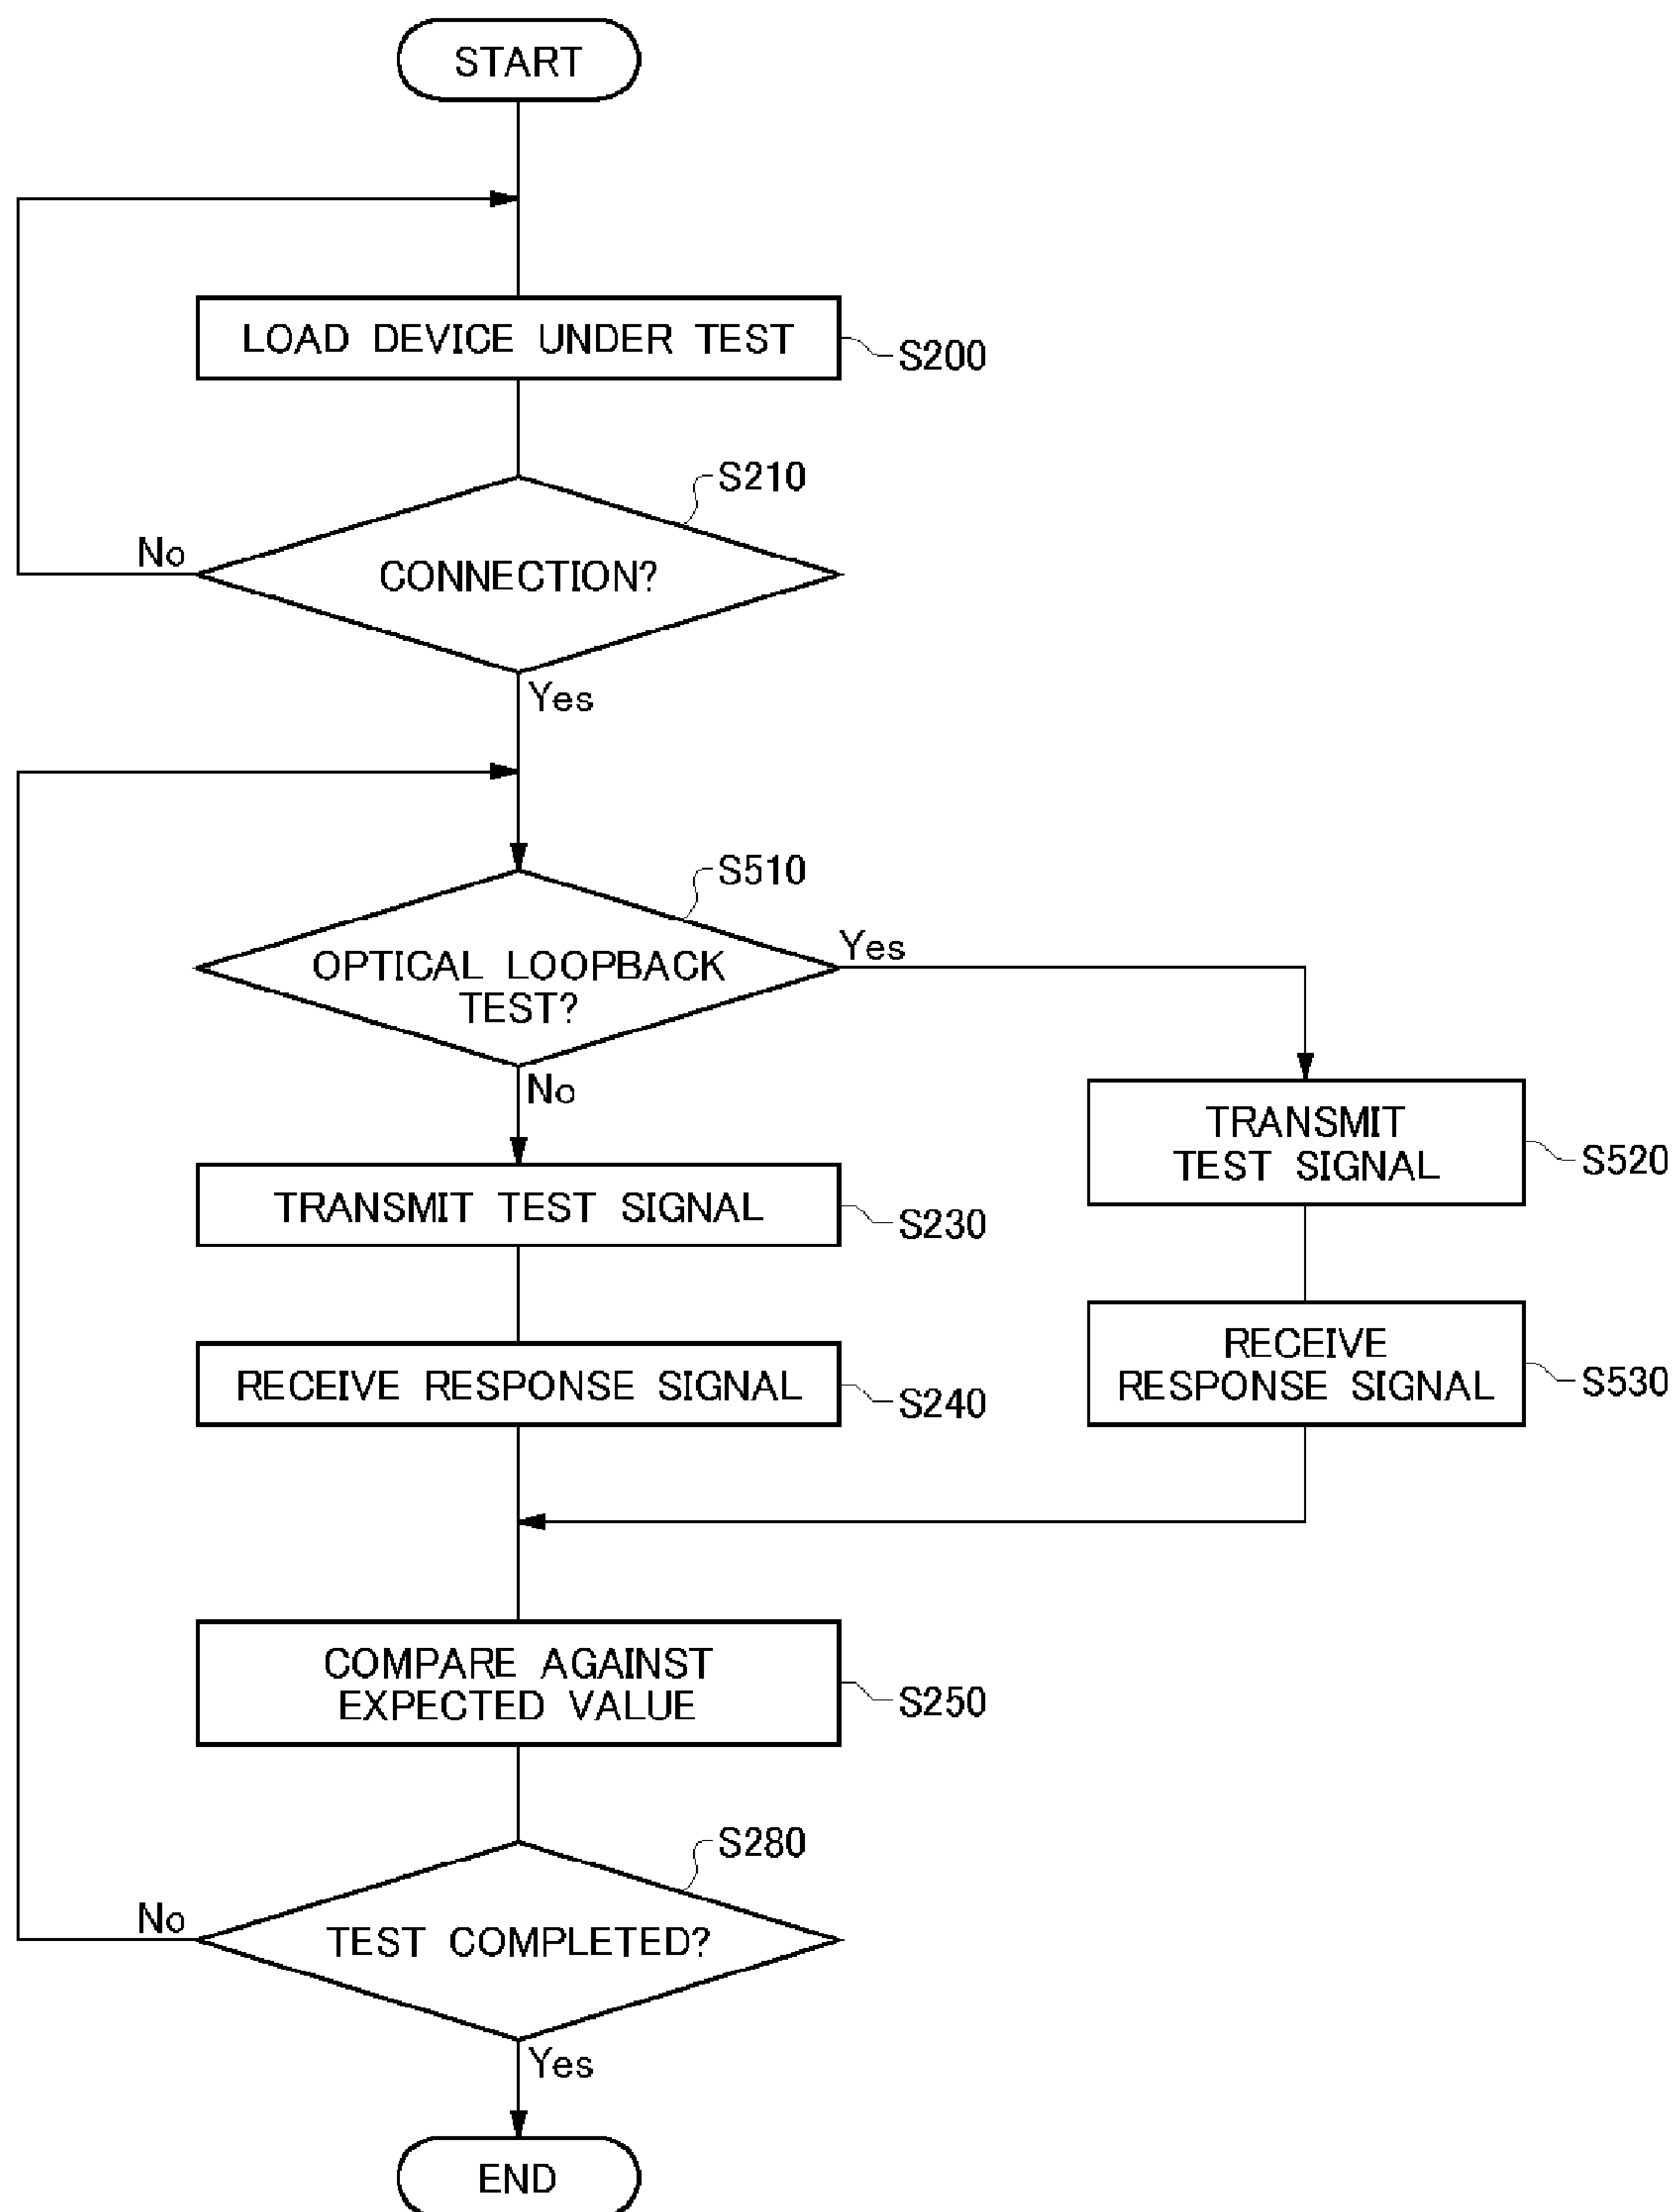 START
LOAD DEVICE UNDER TEST
S200
S210
CONNECTION?
No
Yes
S510
OPTICAL LOOPBACK
TEST?
Yes
No
TRANSMIT
TEST SIGNAL
S520
TRANSMIT TEST SIGNAL
S230
RECEIVE
RESPONSE SIGNAL
S530
RECEIVE RESPONSE SIGNAL
S240
COMPARE AGAINST
EXPECTED VALUE
S250
S280
TEST COMPLETED?
No
Yes
END